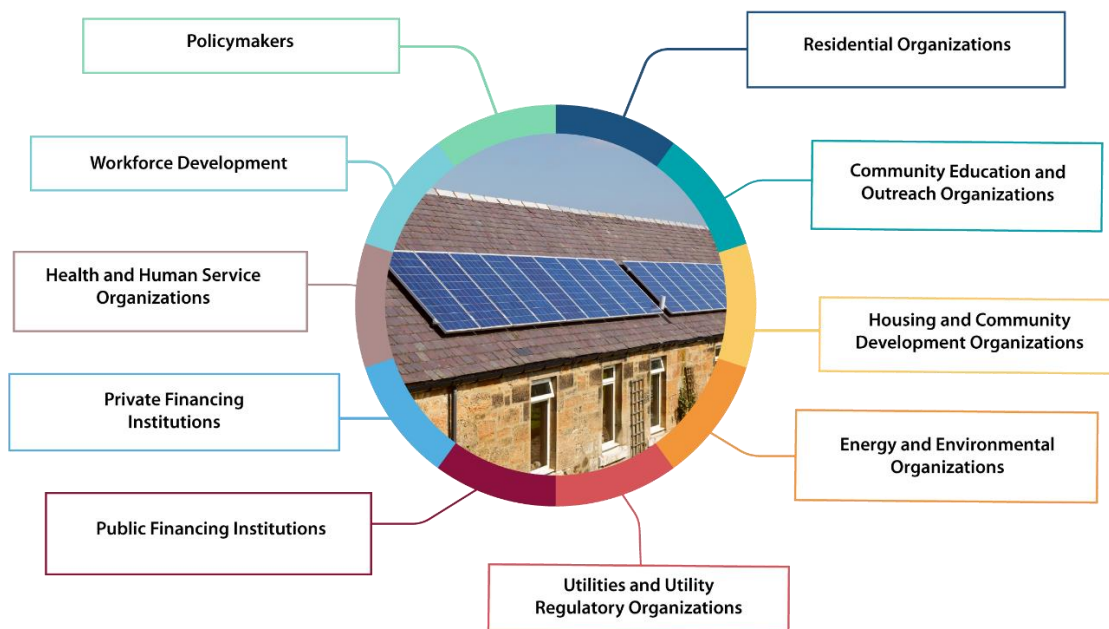 Policymakers
Residential Organizations
Workforce Development
Community Education and
Outreach Organizations
Health and Human Service
Organizations
Housing and Community
Development Organizations
Private Financing
Institutions
Energy and Environmental
Organizations
Public Financing Institutions
Utilities and Utility
Regulatory Organizations